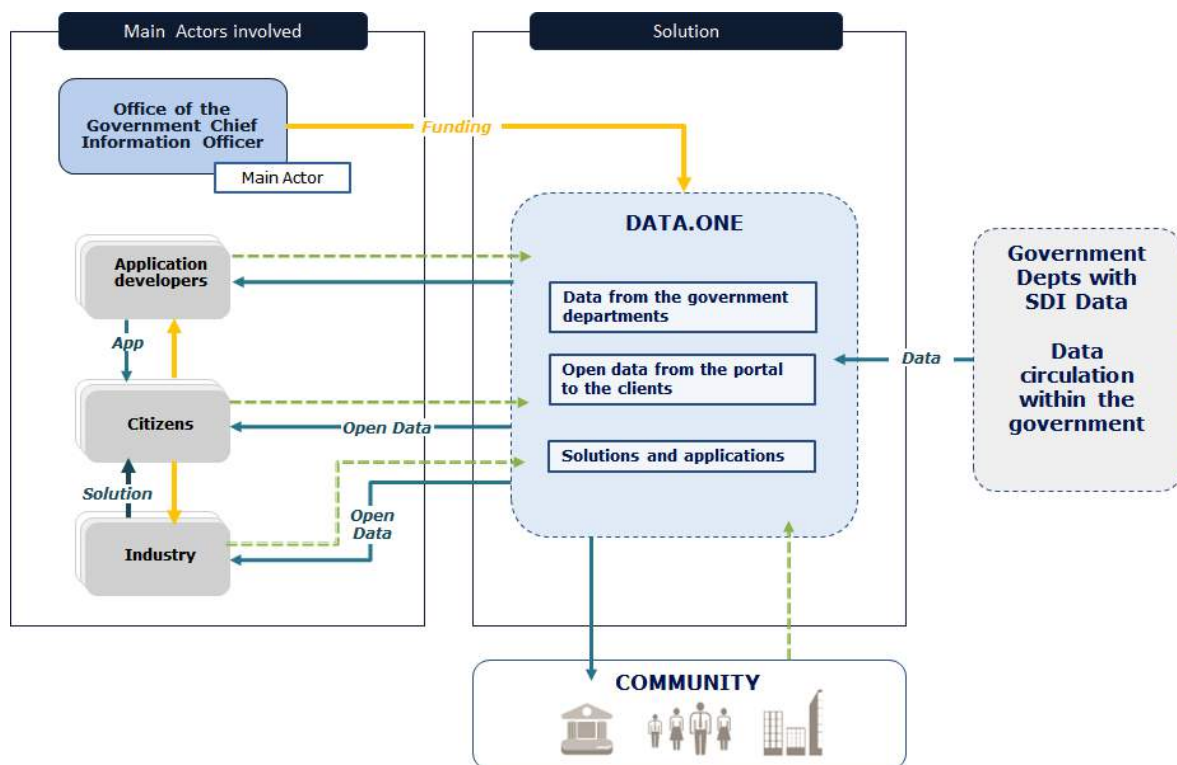 Main Actors involved
Solution
Office of the
Government Chief
Information Officer
Main Actor
Funding
DATA.ONE
Application
developers
Data from the government
departments
Government
Depts with
SDI Data
Data
circulation
within the
government
App
Data
Open data from the portal
to the clients
Citizens
Open Data
Solutions and applications
Solution
Open
Data
Industry
COMMUNITY